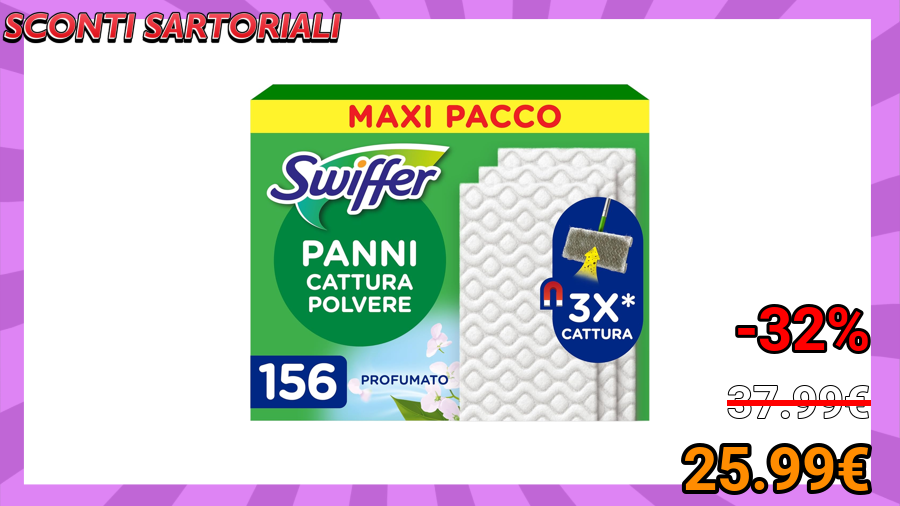 SCONTI SARTORIALI
MAXI PACCO
Swiffer
PANNI
CATTURA
POLVERE
3X*
CATTURA
156
PROFUMATO
-32%
37.99€
25.99€